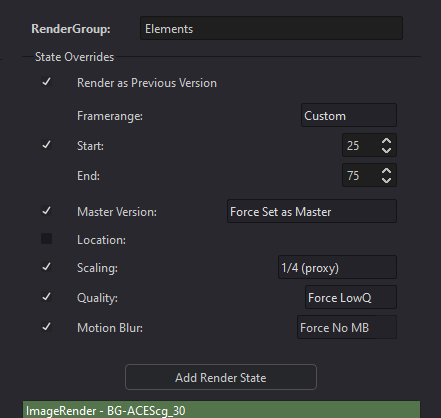 RenderGroup: Elements
State Overrides
Render as Previous Version
Framerange: Custom
Start: 25
End: 75
Master Version: Force Set as Master
Location:
Scaling: 1/4 (proxy)
Quality: Force LowQ
Motion Blur: Force No MB
Add Render State
ImageRender - BG-ACEScg_30